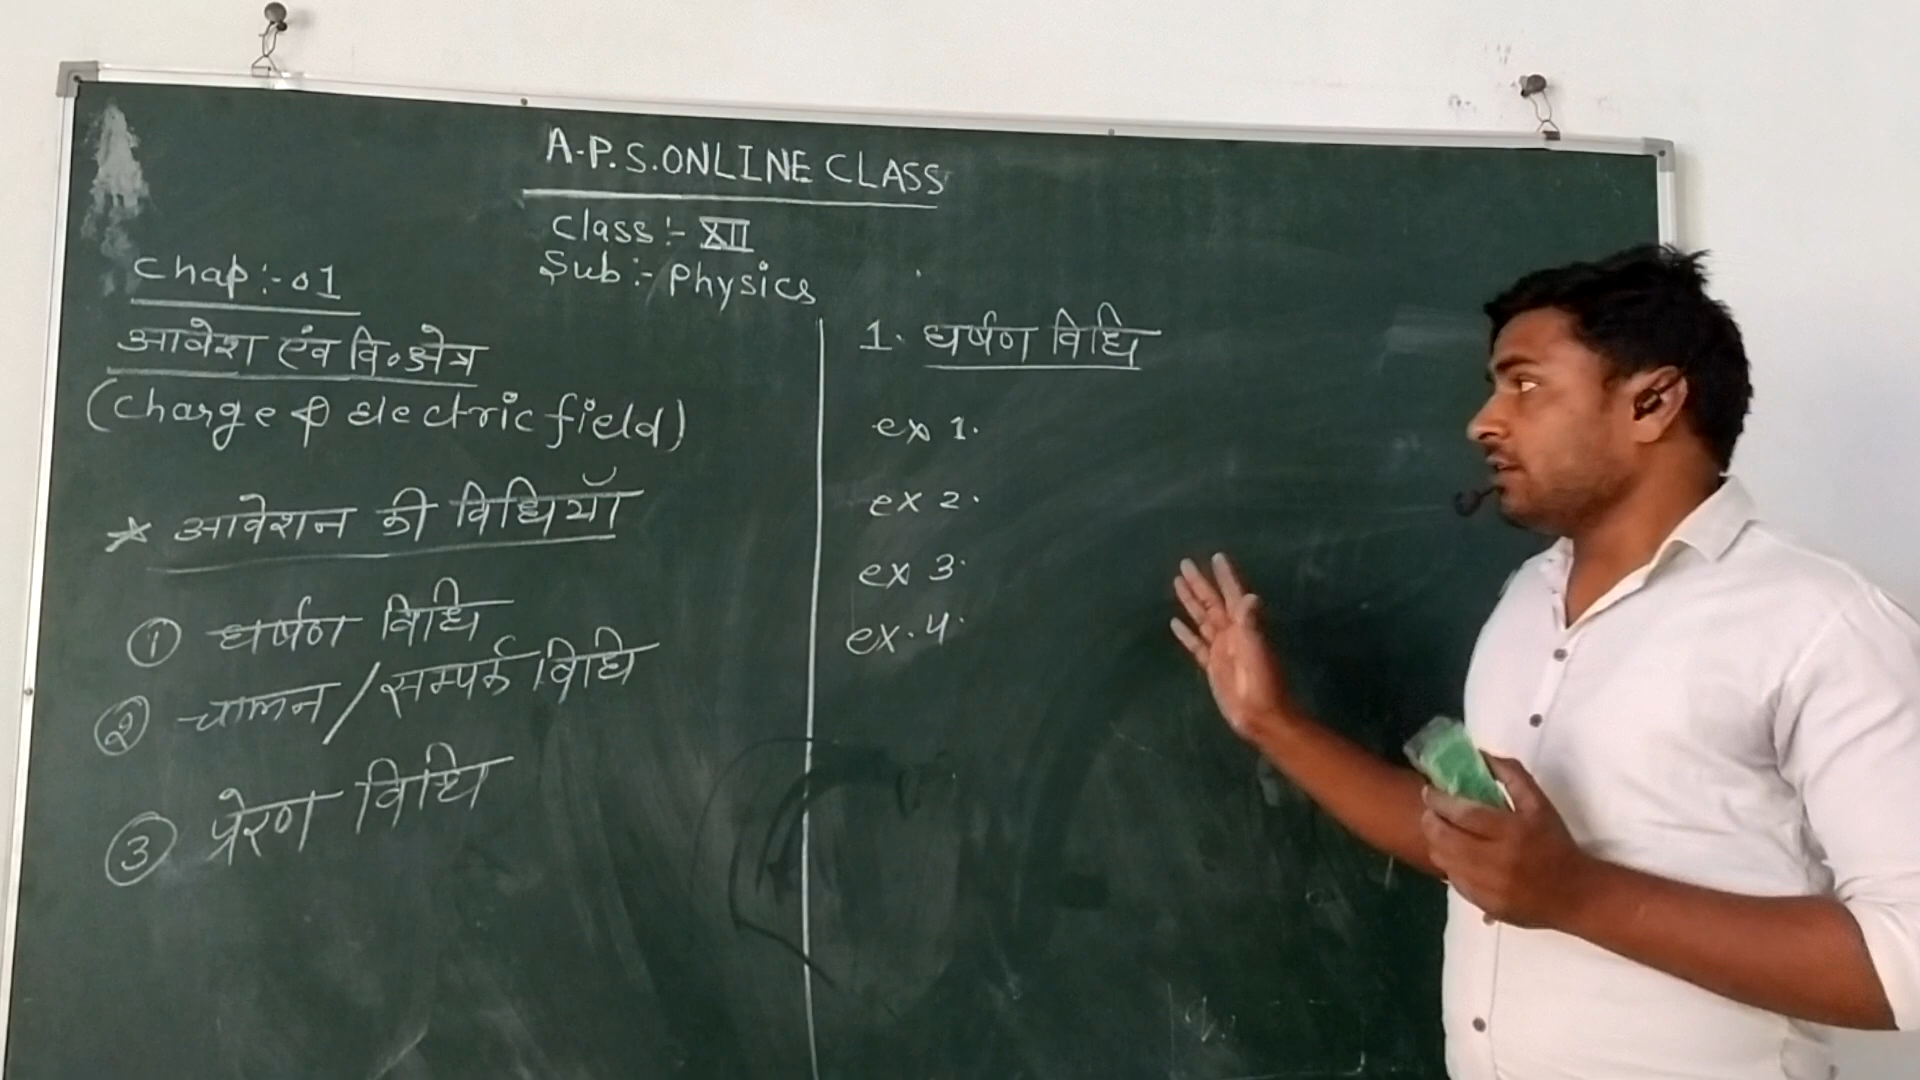 A.P.S. ONLINE CLASS
Class :- XII
Sub :- Physics
Chap :- 01
आवेश एंव वि॰ क्षेत्र
(Charge & electric field)
★ आवेशन की विधियाँ
① घर्षण विधि
② चालन / सम्पर्क विधि
③ प्रेरण विधि
1. घर्षण विधि
ex 1.
ex 2.
ex 3.
ex. 4.